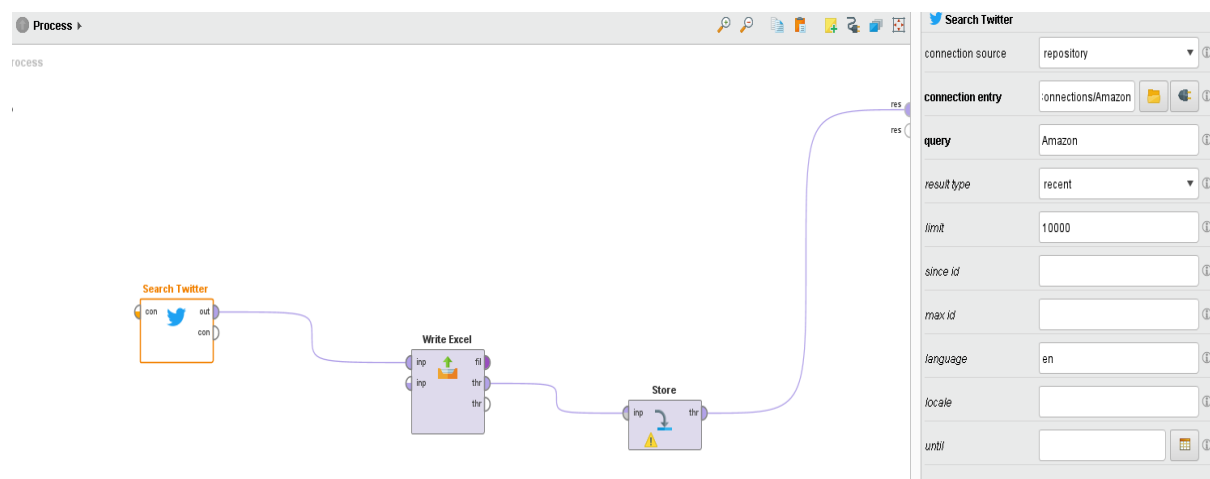 Process
rocess
res
res
Search Twitter
con out
con
Write Excel
inp fil
inp thr
thr
Store
inp thr
Search Twitter
connection source repository
connection entry :onnections/Amazon
query Amazon
result type recent
limit 10000
since id
max id
language en
locale
until